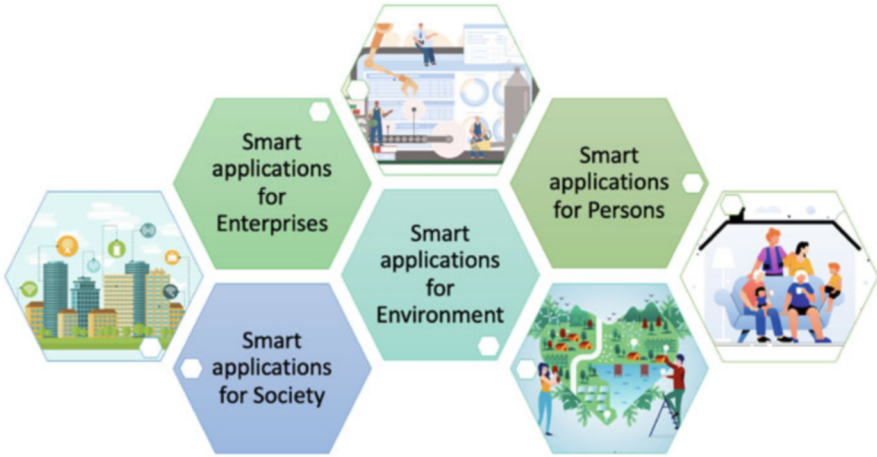 Smart
applications
for
Enterprises
Smart
applications
for Persons
Smart
applications
for
Environment
Smart
applications
for Society